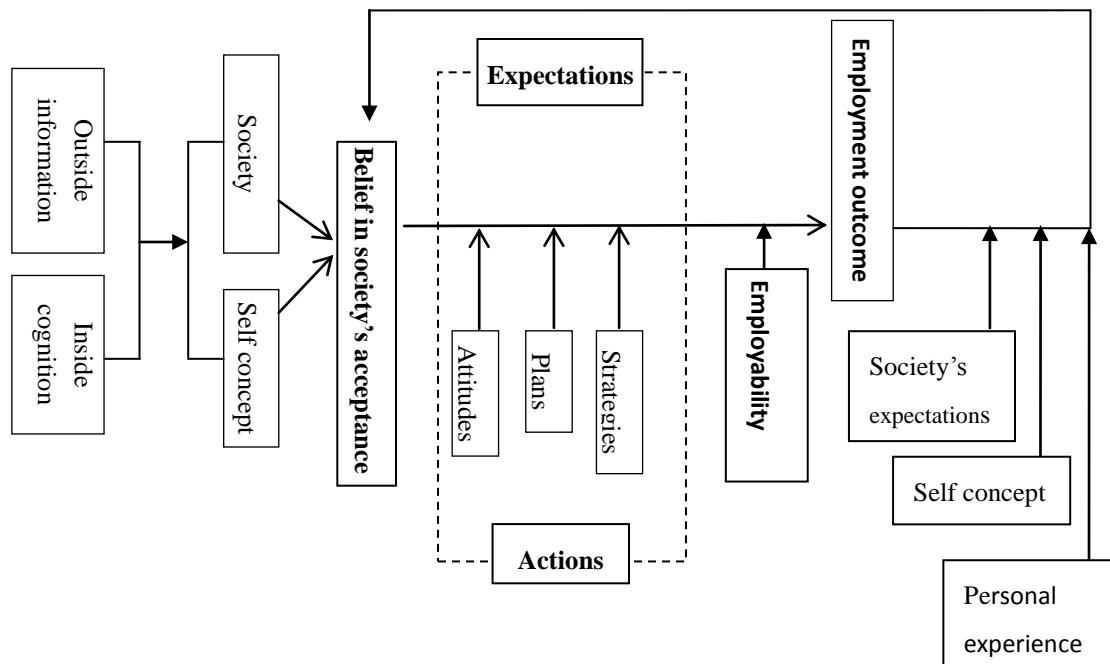 Outside
information
Inside
cognition
Society
Self concept
Belief in society’s acceptance
Expectations
Attitudes
Plans
Strategies
Actions
Employability
Employment outcome
Society’s
expectations
Self concept
Personal
experience